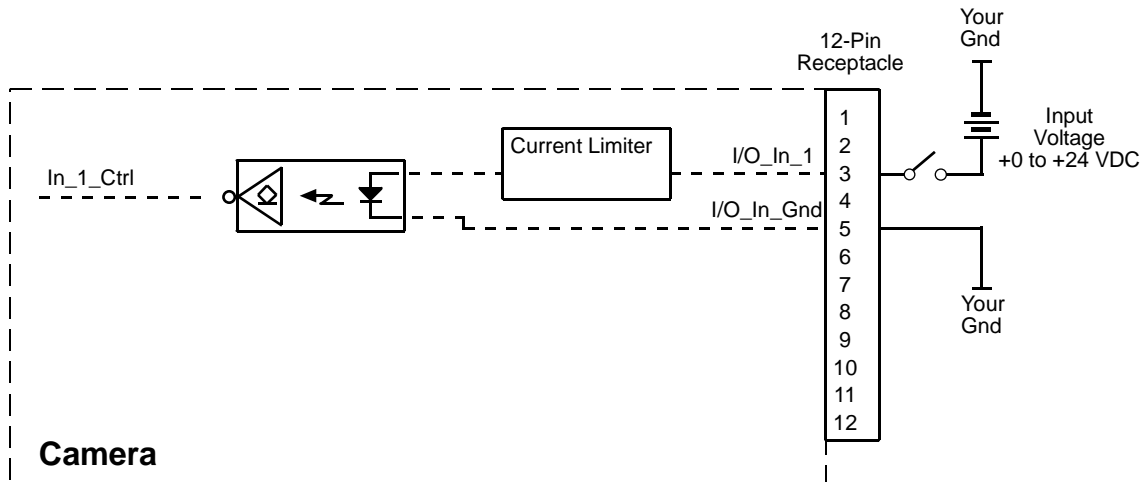 Your
Gnd
12-Pin
Receptacle
1
Input
Voltage
+0 to +24 VDC
2
Current Limiter
I/O_In_1
In_1_Ctrl
3
4
I/O_In_Gnd
5
6
7
Your
Gnd
8
9
10
11
12
Camera